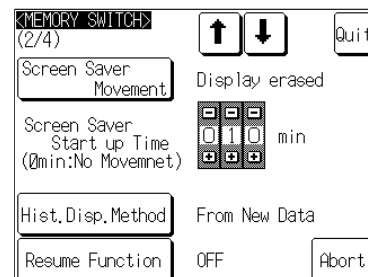 <MEMORY SWITCH>
(2/4)
Quit
Screen Saver
Movement
Display erased
Screen Saver
Start up Time
(0min:No Movemnet)
010 min
Hist.Disp.Method
From New Data
Resume Function
OFF
Abort